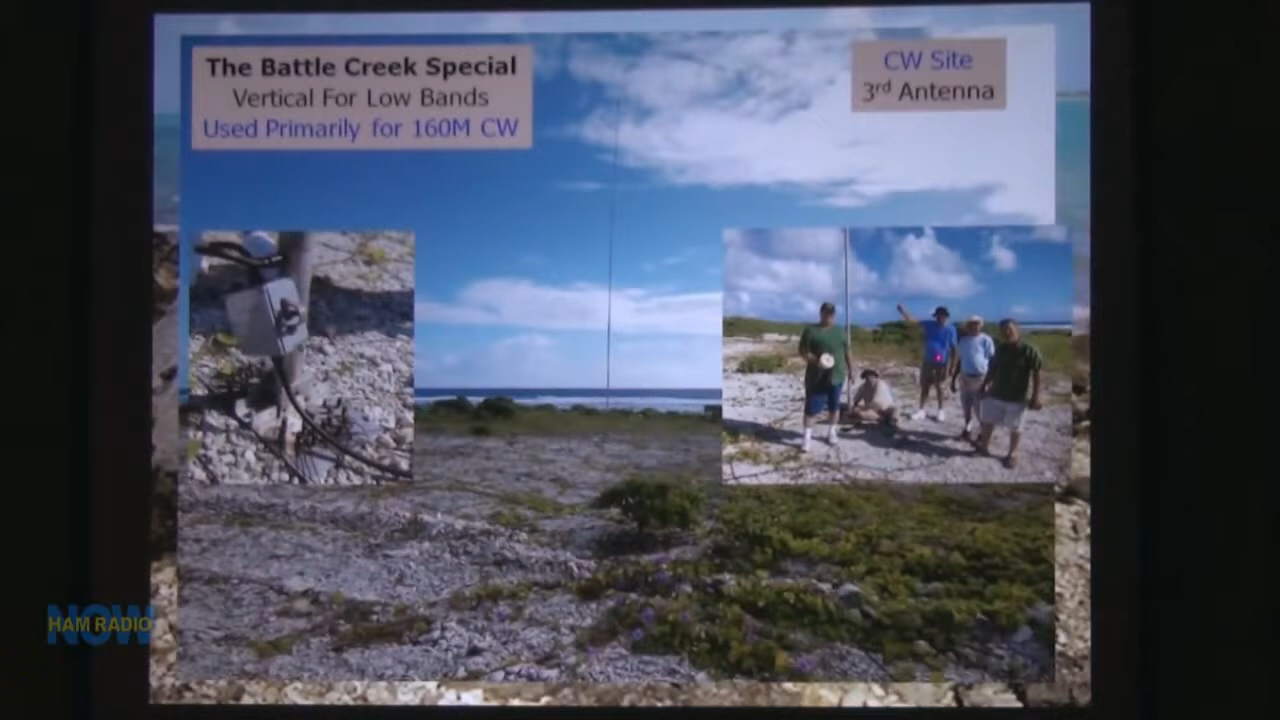 The Battle Creek Special
Vertical For Low Bands
Used Primarily for 160M CW
CW Site
3rd Antenna
NOW
HAM RADIO